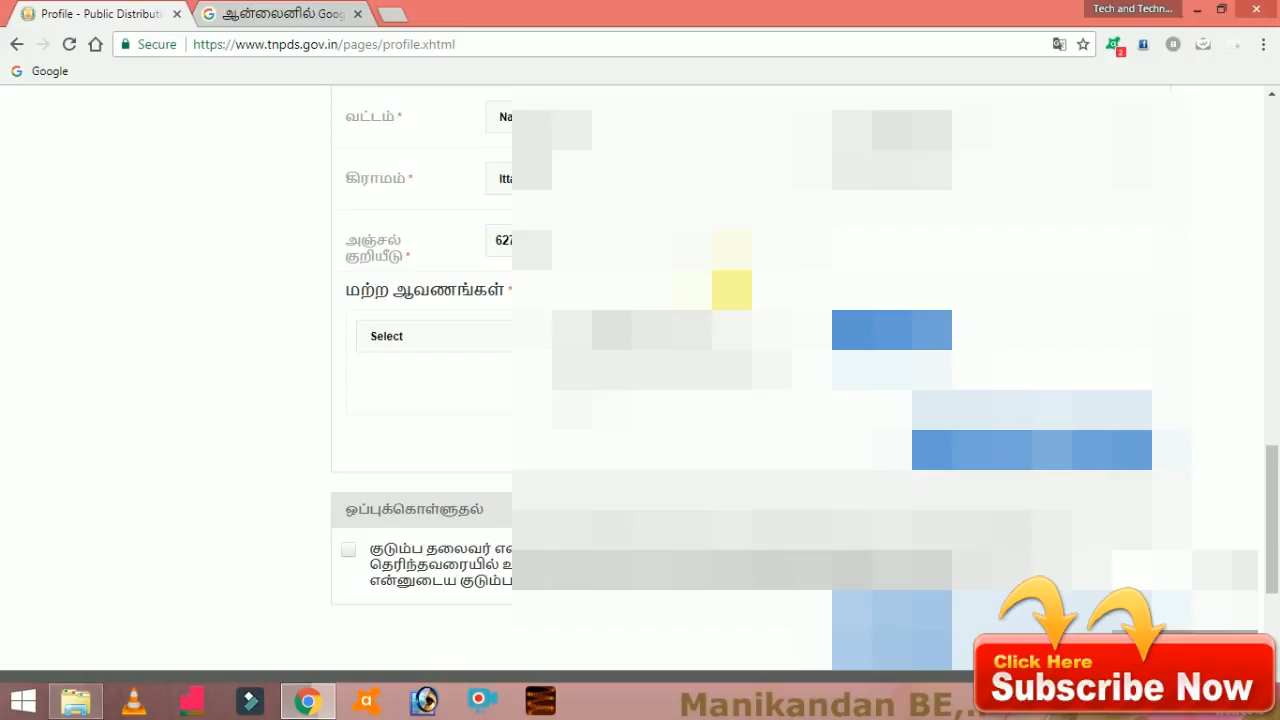 Profile - Public Distributi
ஆன்லைனில் Goog
Tech and Techn...
Secure
https://www.tnpds.gov.in/pages/profile.xhtml
2
Google
வட்டம் *
Na
கிராமம் *
Itta
அஞ்சல்
குறியீடு *
627
மற்ற ஆவணங்கள் *
Select
ஒப்புக்கொள்ளுதல்
குடும்ப தலைவர்
தெரிந்தவரையில்
என்னுடைய குடும்ப
Click Here
Subscribe Now
Manikandan BE,